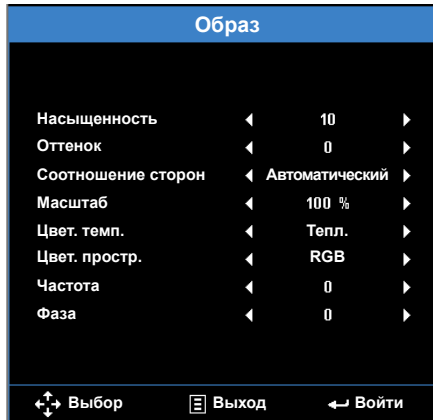 Образ
Насыщенность 10
Оттенок 0
Соотношение сторон Автоматический
Масштаб 100 %
Цвет. темп. Тепл.
Цвет. простр. RGB
Частота 0
Фаза 0
Выбор Выход Войти